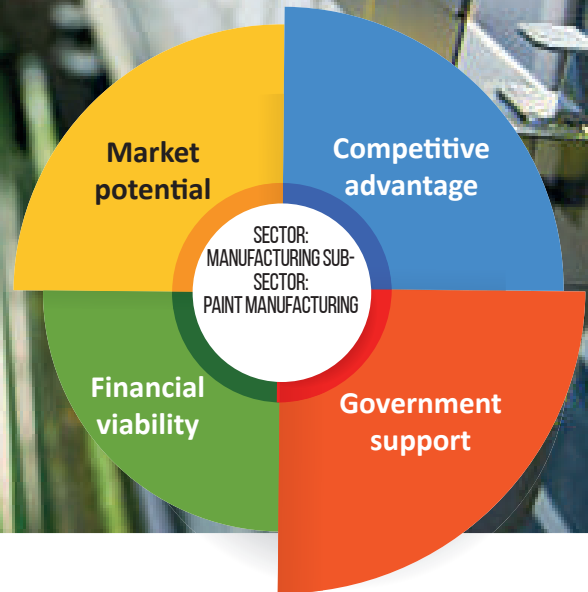 Market
potential
Competitive
advantage
SECTOR:
MANUFACTURING SUB-
SECTOR:
PAINT MANUFACTURING
Financial
viability
Government
support